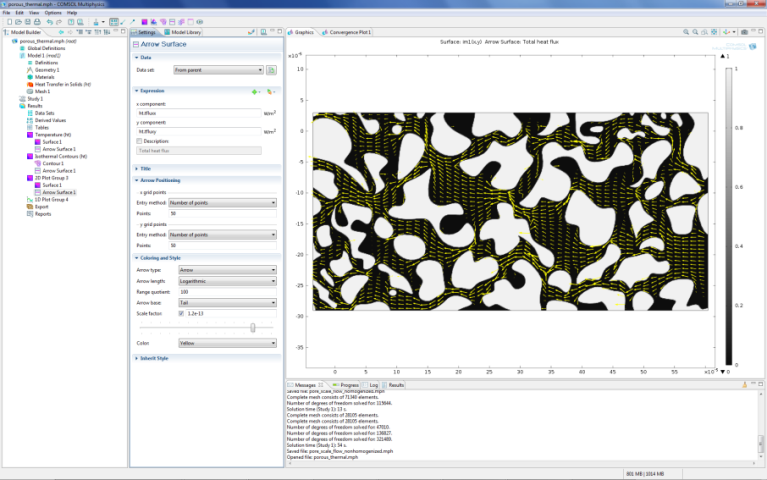 porous_thermal.mph - COMSOL Multiphysics
File Edit View Options Help
Model Builder
porous_thermal.mph (root)
Global Definitions
Model 1 (mod1)
Definitions
Geometry 1
Materials
Heat Transfer in Solids (ht)
Mesh 1
Study 1
Results
Data Sets
Derived Values
Tables
Temperature (ht)
Surface 1
Arrow Surface 1
Isothermal Contours (ht)
Contour 1
Arrow Surface 1
2D Plot Group 3
Surface 1
Arrow Surface 1
1D Plot Group 4
Export
Reports
Settings Model Library
Arrow Surface
Data
Data set: From parent
Expression
x component:
ht.tfluxx W/m²
y component:
ht.tfluxy W/m²
Description:
Total heat flux
Title
Arrow Positioning
x grid points
Entry method: Number of points
Points: 50
y grid points
Entry method: Number of points
Points: 50
Coloring and Style
Arrow type: Arrow
Arrow length: Logarithmic
Range quotient: 100
Arrow base: Tail
Scale factor: 1.2e-13
Color: Yellow
Inherit Style
Graphics Convergence Plot 1
Surface: im1(x,y) Arrow Surface: Total heat flux
10
5
0
-5
-10
-15
-20
-25
-30
-35
0 5 10 15 20 25 30 35 40 45 50 55 60
▲ 1
1
0.8
0.6
0.4
0.2
0
▼ 0
Messages Progress Log Results
Saved file: pore_scale_flow_homogenized.mph
Complete mesh consists of 71340 elements.
Number of degrees of freedom solved for: 215644.
Solution time (Study 1): 13 s.
Complete mesh consists of 28105 elements.
Complete mesh consists of 28105 elements.
Number of degrees of freedom solved for: 47810.
Number of degrees of freedom solved for: 136827.
Number of degrees of freedom solved for: 321469.
Solution time (Study 1): 54 s.
Saved file: pore_scale_flow_nonhomogenized.mph
Opened file: porous_thermal.mph
801 MB | 1014 MB